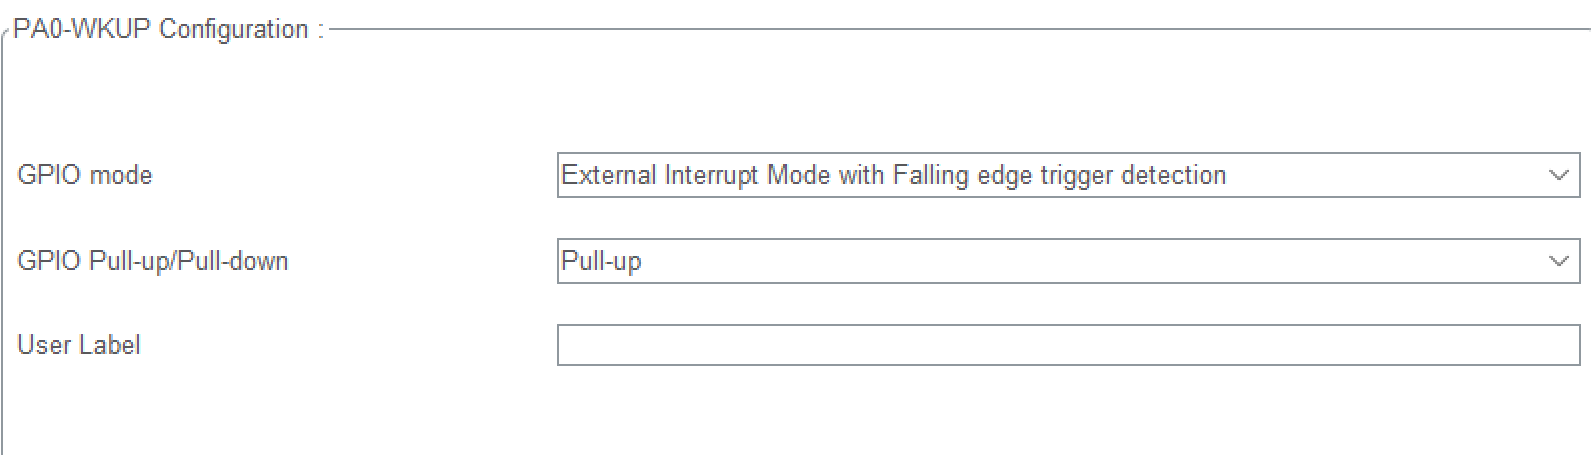 PA0-WKUP Configuration :
GPIO mode
External Interrupt Mode with Falling edge trigger detection
GPIO Pull-up/Pull-down
Pull-up
User Label